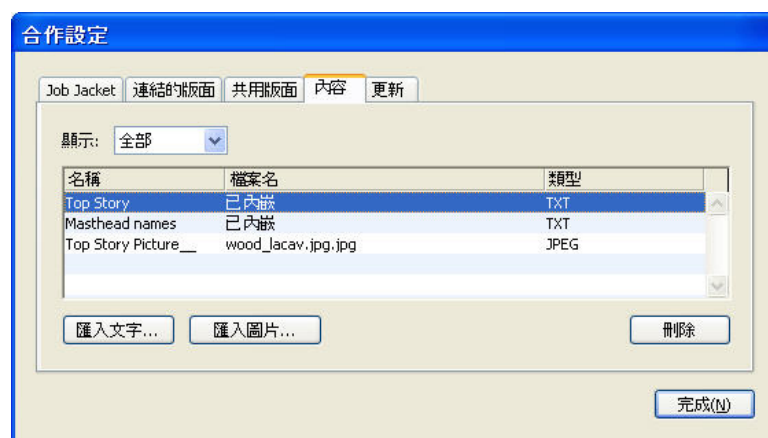 合作設定
Job Jacket 連結的版面 共用版面 內容 更新
顯示: 全部
名稱 檔案名 類型
Top Story 已內嵌 TXT
Masthead names 已內嵌 TXT
Top Story Picture__ wood_lacav.jpg.jpg JPEG
匯入文字... 匯入圖片... 刪除
完成(N)